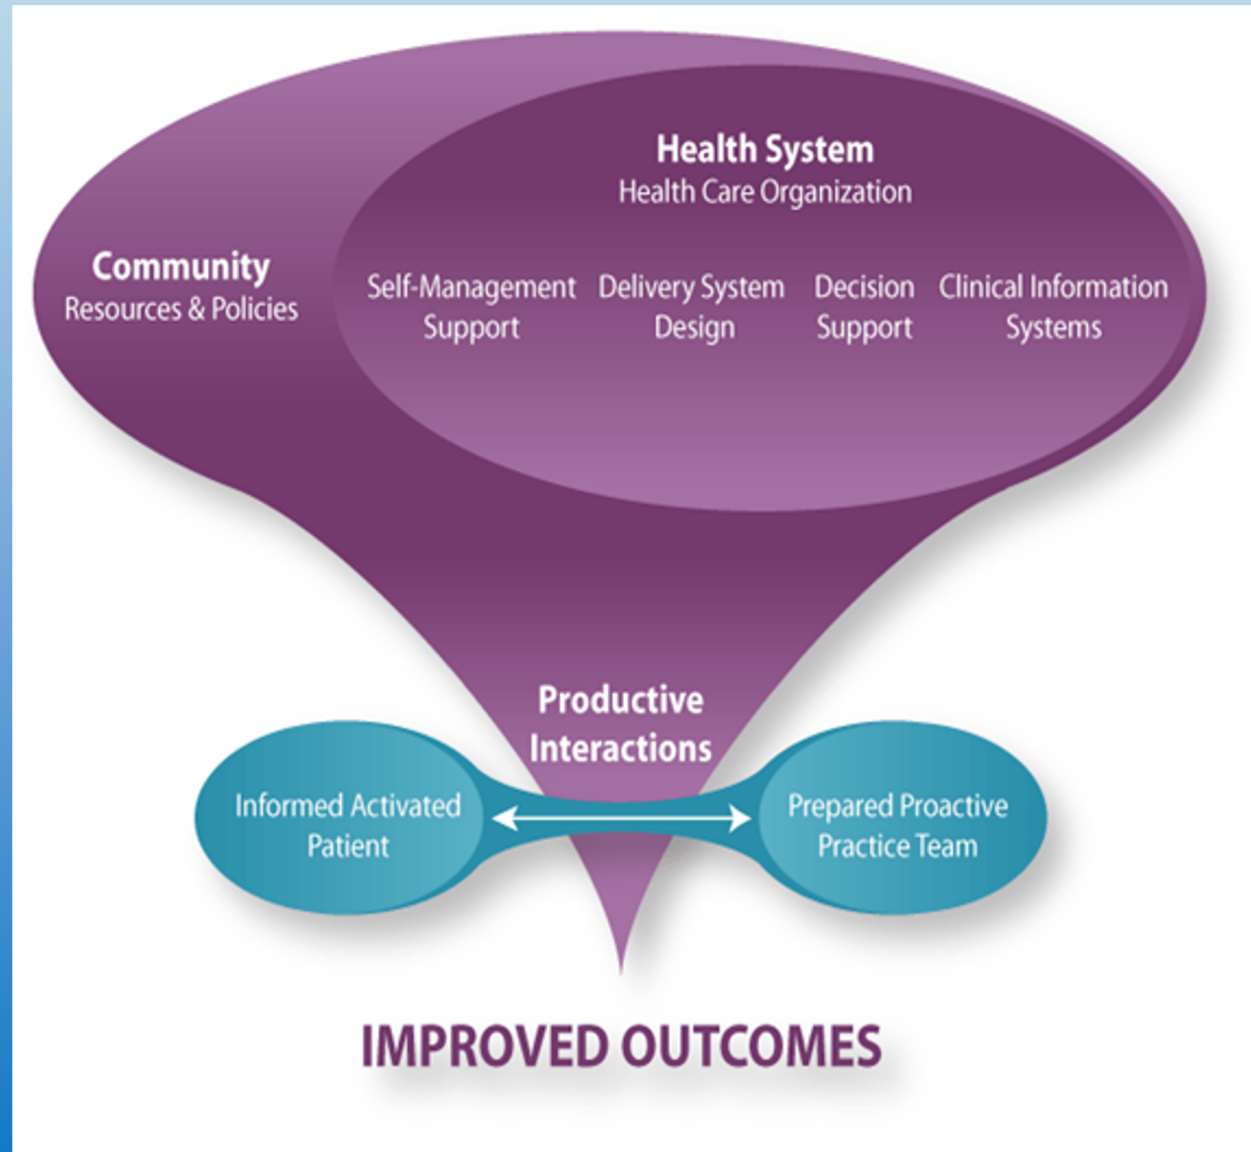 Health System
Health Care Organization
Community
Resources & Policies
Self-Management
Support
Delivery System
Design
Decision
Support
Clinical Information
Systems
Productive
Interactions
Informed Activated
Patient
Prepared Proactive
Practice Team
IMPROVED OUTCOMES